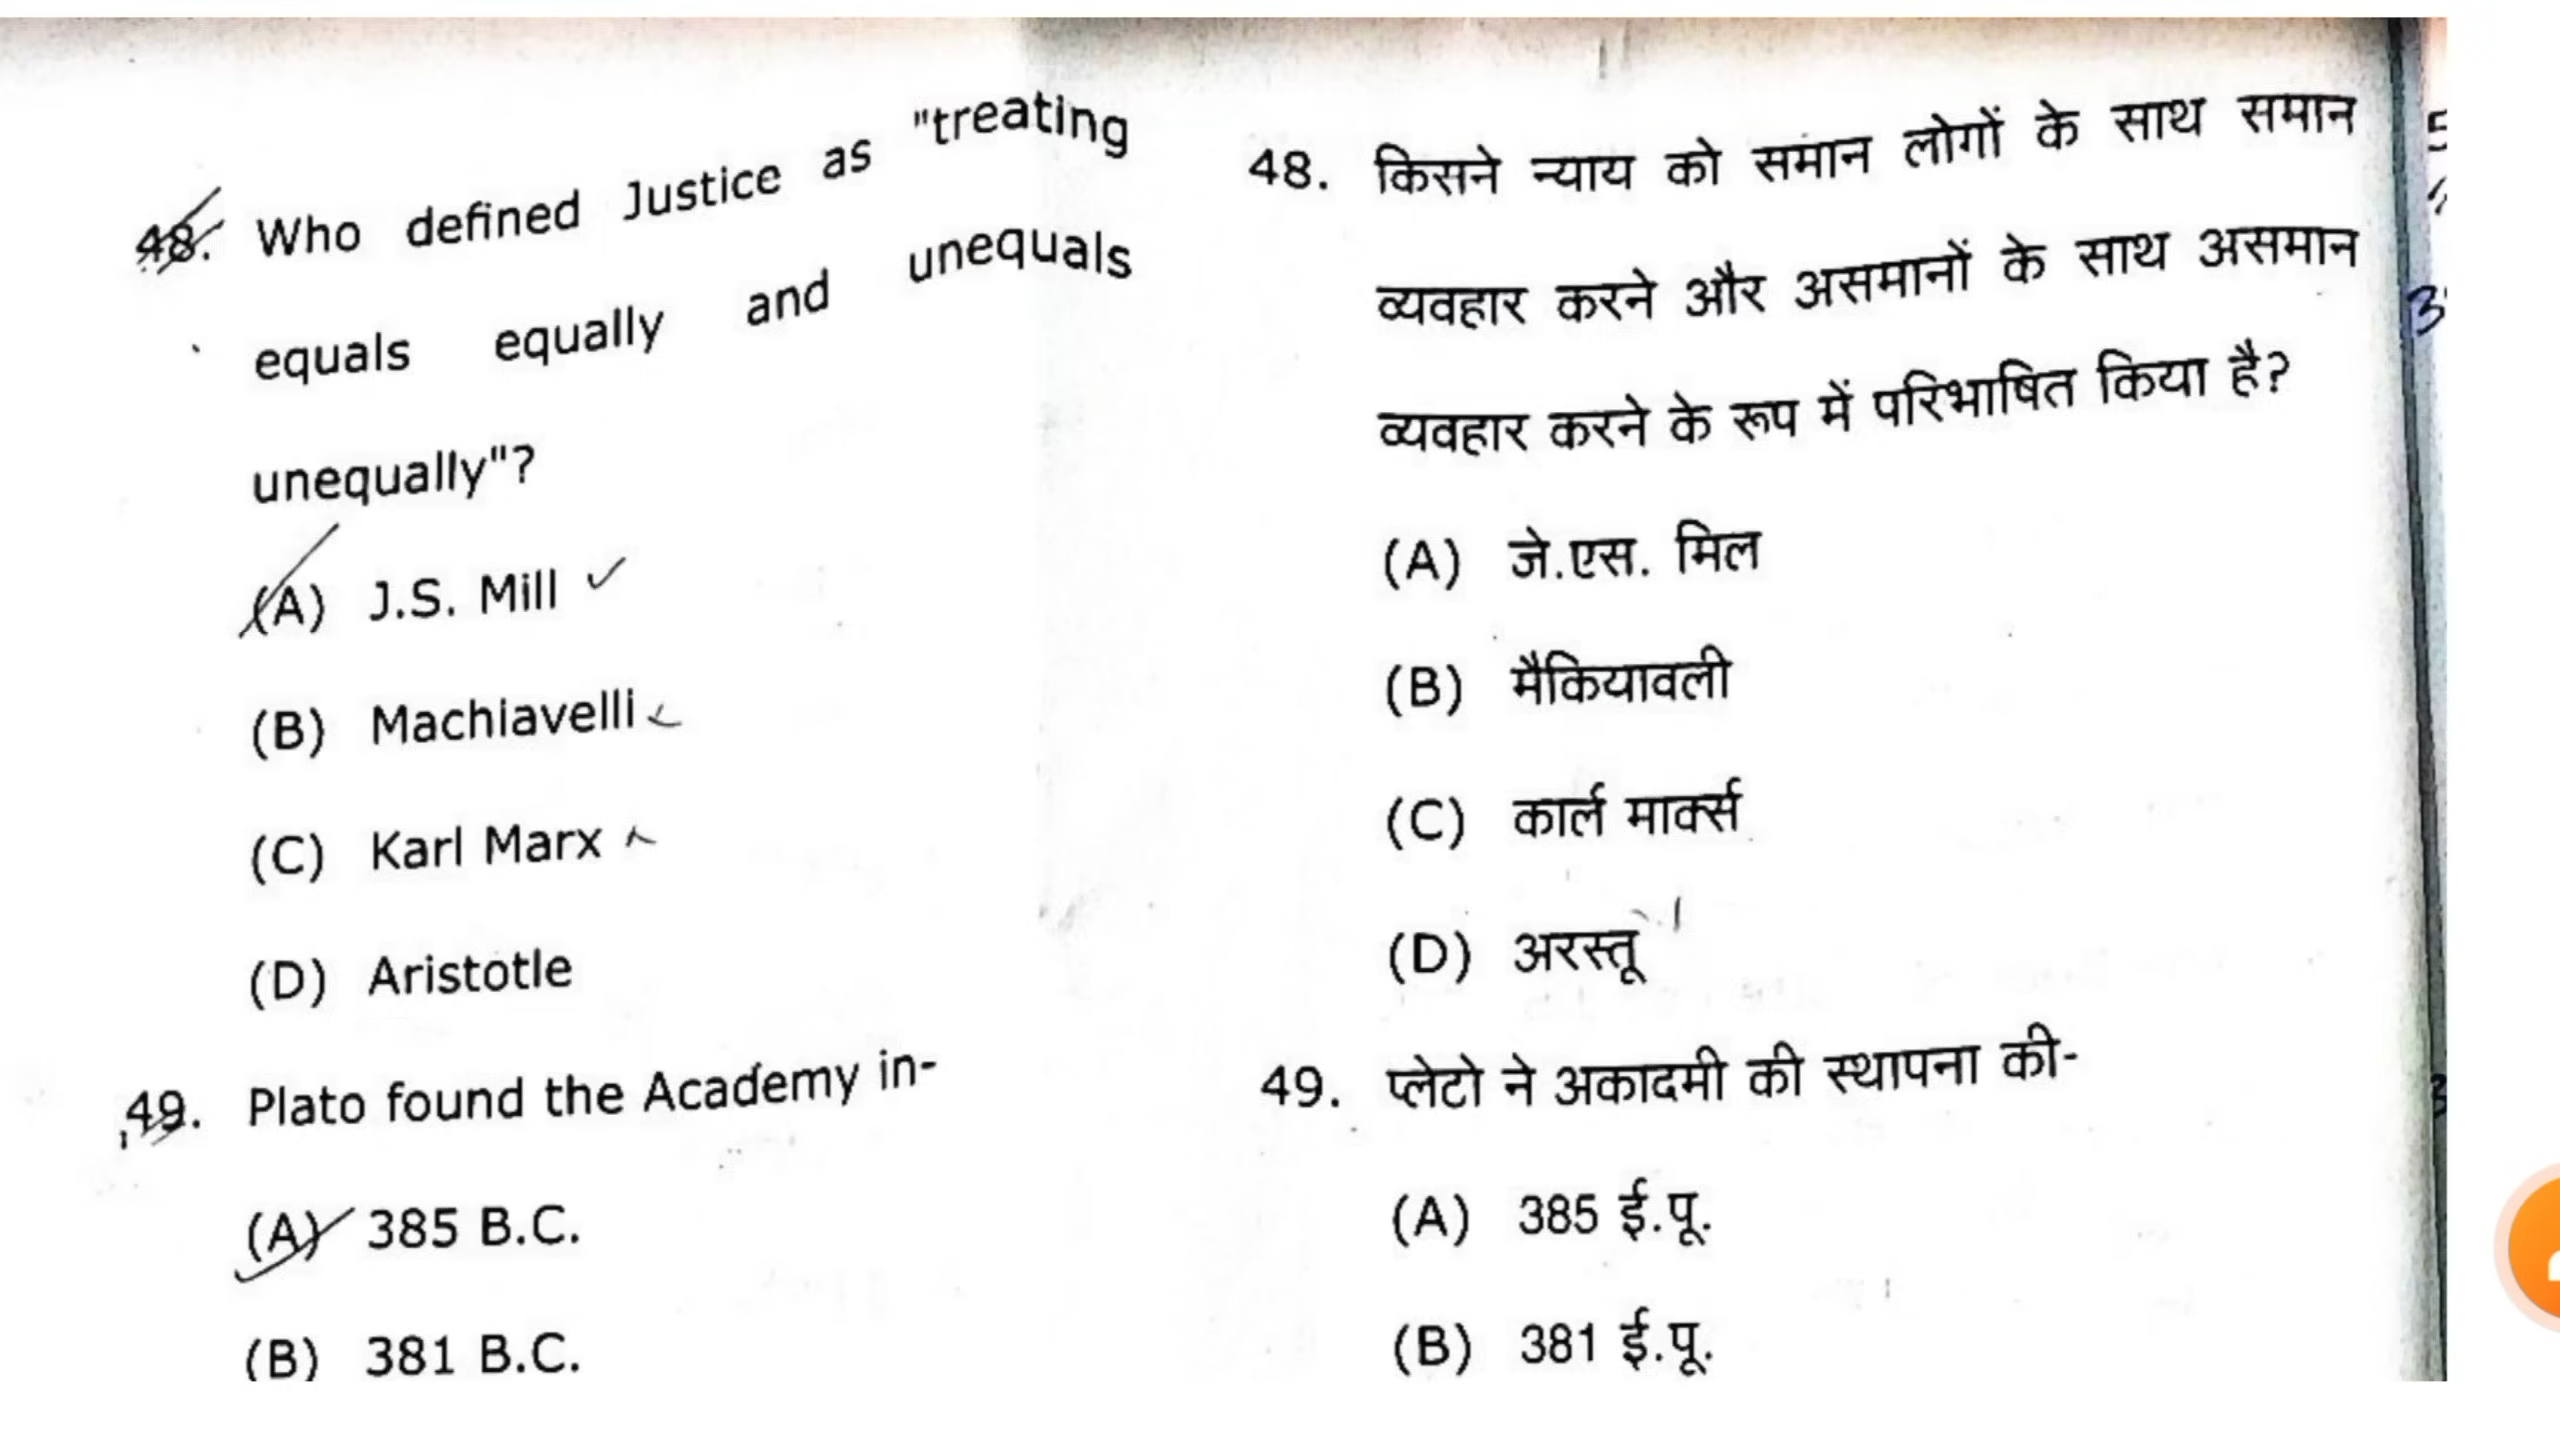 48. Who defined Justice as "treating
equals equally and unequals
unequally"?
(A) J.S. Mill
(B) Machiavelli
(C) Karl Marx
(D) Aristotle
49. Plato found the Academy in-
(A) 385 B.C.
(B) 381 B.C.
48. किसने न्याय को समान लोगों के साथ समान
व्यवहार करने और असमानों के साथ असमान
व्यवहार करने के रूप में परिभाषित किया है?
(A) जे.एस. मिल
(B) मैकियावली
(C) कार्ल मार्क्स
(D) अरस्तू
49. प्लेटो ने अकादमी की स्थापना की-
(A) 385 ई.पू.
(B) 381 ई.पू.